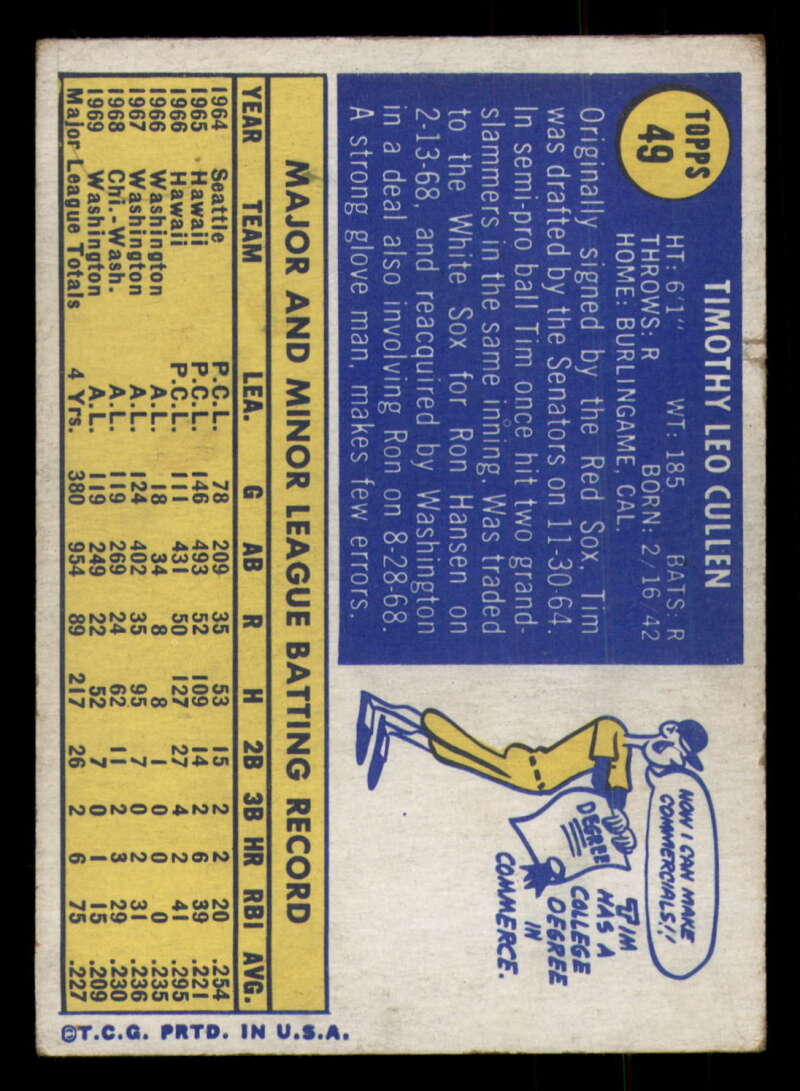 TOPPS
49
TIMOTHY LEO CULLEN
HT: 6'1" WT: 185 BATS: R
THROWS: R BORN: 2/16/42
HOME: BURLINGAME, CAL.
Originally signed by the Red Sox, Tim
was drafted by the Senators on 11-30-64.
In semi-pro ball Tim once hit two grand-
slammers in the same inning. Was traded
to the White Sox for Ron Hansen on
2-13-68, and reacquired by Washington
in a deal also involving Ron on 8-28-68.
A strong glove man, makes few errors.
NOW I CAN MAKE
COMMERCIALS!!
DEGREE
TIM
HAS A
COLLEGE
DEGREE
IN
COMMERCE.
MAJOR AND MINOR LEAGUE BATTING RECORD
YEAR TEAM LEA. G AB R H 2B 3B HR RBI AVG.
1964 Seattle P.C.L. 78 209 35 53 15 2 2 20 .254
1965 Hawaii P.C.L. 146 493 52 109 14 2 6 39 .221
1966 Hawaii P.C.L. 111 431 50 127 27 4 2 41 .295
1966 Washington A.L. 18 34 8 8 1 0 0 0 .235
1967 Washington A.L. 124 402 35 95 7 0 2 31 .236
1968 Chi.-Wash. A.L. 119 269 24 62 11 2 3 29 .230
1969 Washington A.L. 119 249 22 52 7 0 1 15 .209
Major League Totals 4 Yrs. 380 954 89 217 26 2 6 75 .227
©T.C.G. PRTD. IN U.S.A.